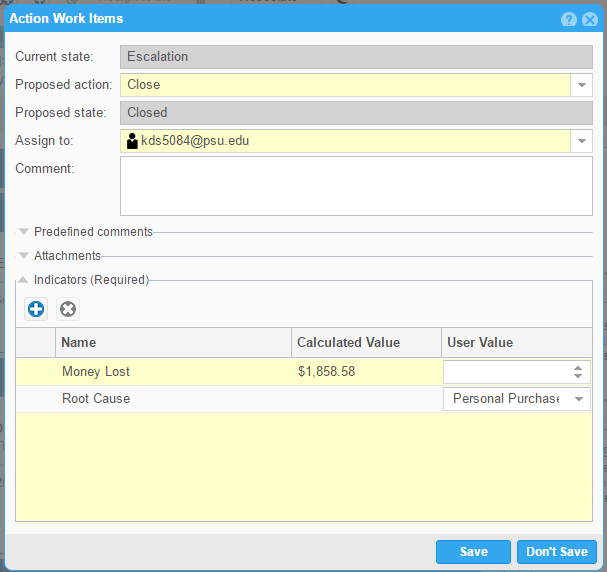 Action Work Items
Current state: Escalation
Proposed action: Close
Proposed state: Closed
Assign to: kds5084@psu.edu
Comment:
Predefined comments
Attachments
Indicators (Required)
Name Calculated Value User Value
Money Lost $1,858.58
Root Cause Personal Purchase
Save Don't Save